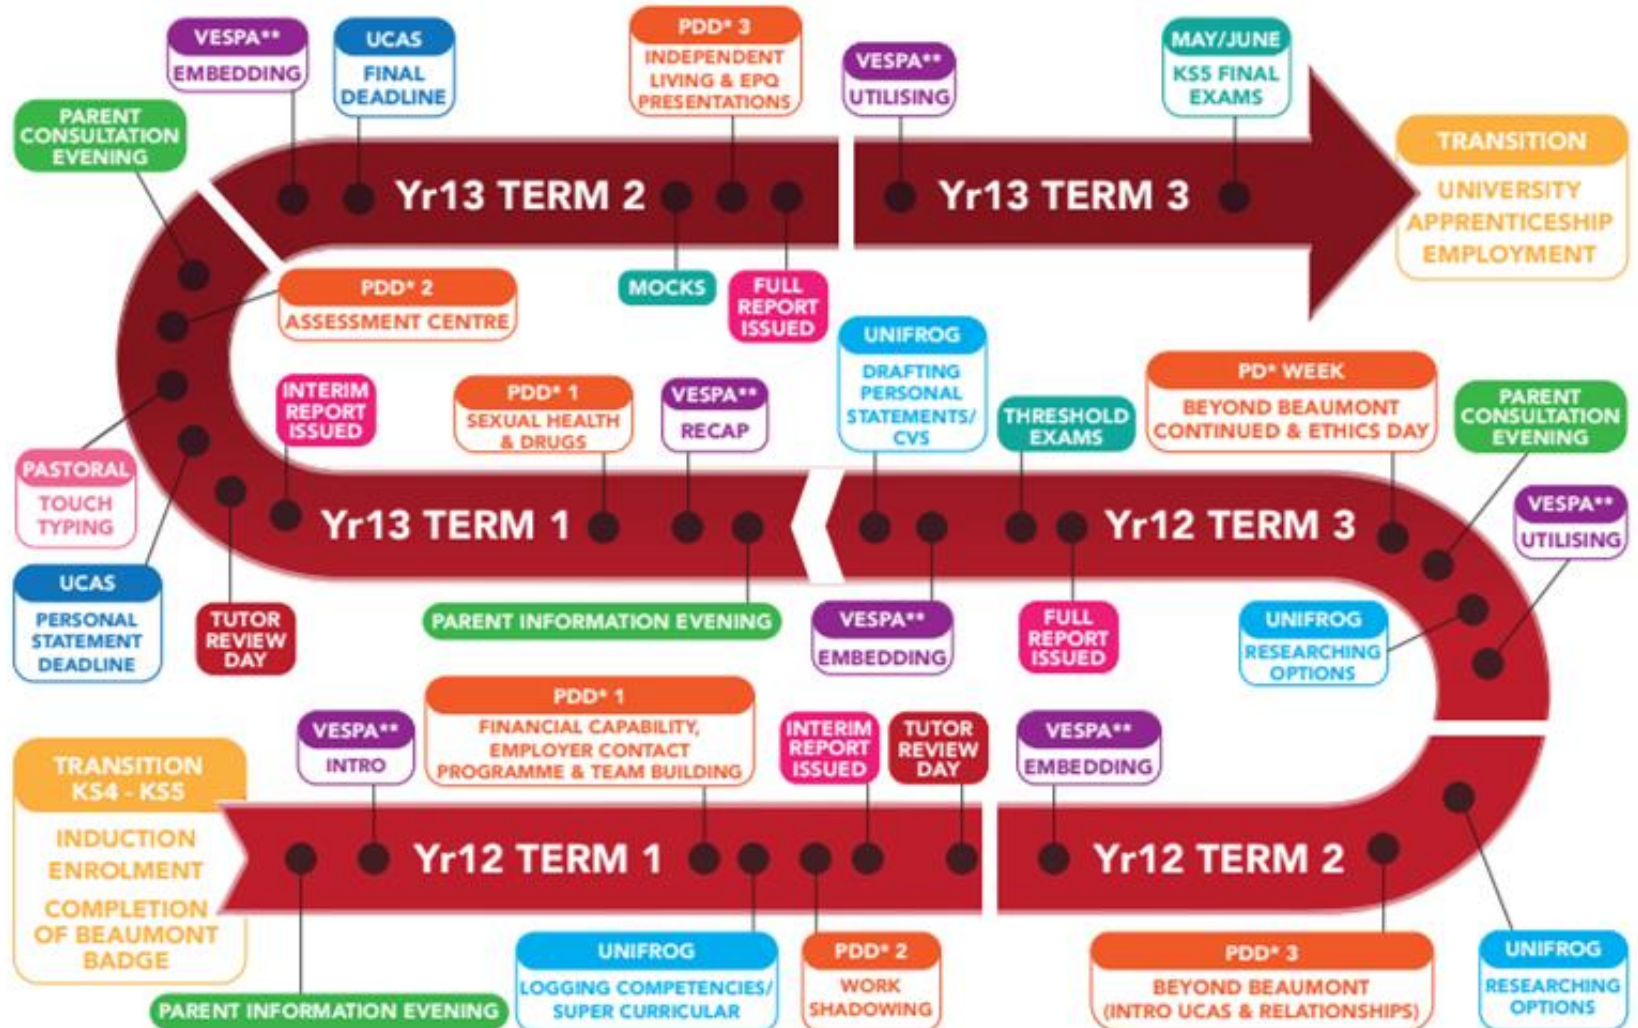 VESPA**
EMBEDDING
UCAS
FINAL
DEADLINE
PDD* 3
INDEPENDENT
LIVING & EPQ
PRESENTATIONS
VESPA**
UTILISING
MAY/JUNE
KS5 FINAL
EXAMS
PARENT
CONSULTATION
EVENING
TRANSITION
UNIVERSITY
APPRENTICESHIP
EMPLOYMENT
Yr13 TERM 2
Yr13 TERM 3
PDD* 2
ASSESSMENT CENTRE
MOCKS
FULL
REPORT
ISSUED
UNIFROG
DRAFTING
PERSONAL
STATEMENTS/
CVS
INTERIM
REPORT
ISSUED
PDD* 1
SEXUAL HEALTH
& DRUGS
VESPA**
RECAP
THRESHOLD
EXAMS
PD* WEEK
BEYOND BEAUMONT
CONTINUED & ETHICS DAY
PARENT
CONSULTATION
EVENING
PASTORAL
TOUCH
TYPING
Yr13 TERM 1
Yr12 TERM 3
VESPA**
UTILISING
UCAS
PERSONAL
STATEMENT
DEADLINE
TUTOR
REVIEW
DAY
PARENT INFORMATION EVENING
VESPA**
EMBEDDING
FULL
REPORT
ISSUED
UNIFROG
RESEARCHING
OPTIONS
TRANSITION
KS4 - KS5
INDUCTION
ENROLMENT
COMPLETION
OF BEAUMONT
BADGE
VESPA**
INTRO
PDD* 1
FINANCIAL CAPABILITY,
EMPLOYER CONTACT
PROGRAMME & TEAM BUILDING
INTERIM
REPORT
ISSUED
TUTOR
REVIEW
DAY
VESPA**
EMBEDDING
Yr12 TERM 1
Yr12 TERM 2
PARENT INFORMATION EVENING
UNIFROG
LOGGING COMPETENCIES/
SUPER CURRICULAR
PDD* 2
WORK
SHADOWING
PDD* 3
BEYOND BEAUMONT
(INTRO UCAS & RELATIONSHIPS)
UNIFROG
RESEARCHING
OPTIONS